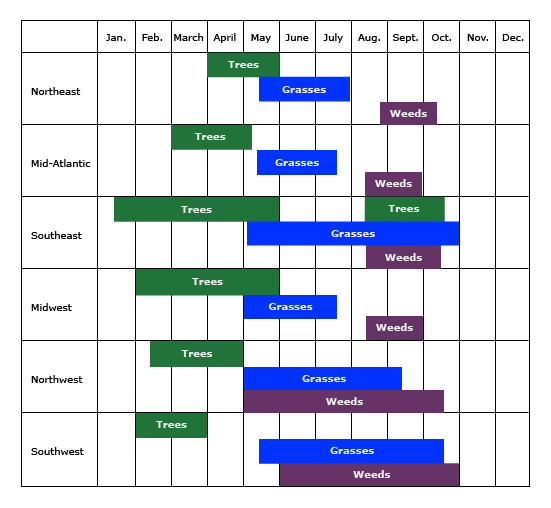 Jan. Feb. March April May June July Aug. Sept. Oct. Nov. Dec.
Trees
Northeast Grasses
Weeds
Trees
Mid-Atlantic Grasses
Weeds
Trees Trees
Southeast Grasses
Weeds
Trees
Midwest Grasses
Weeds
Trees
Northwest Grasses
Weeds
Trees
Southwest Grasses
Weeds